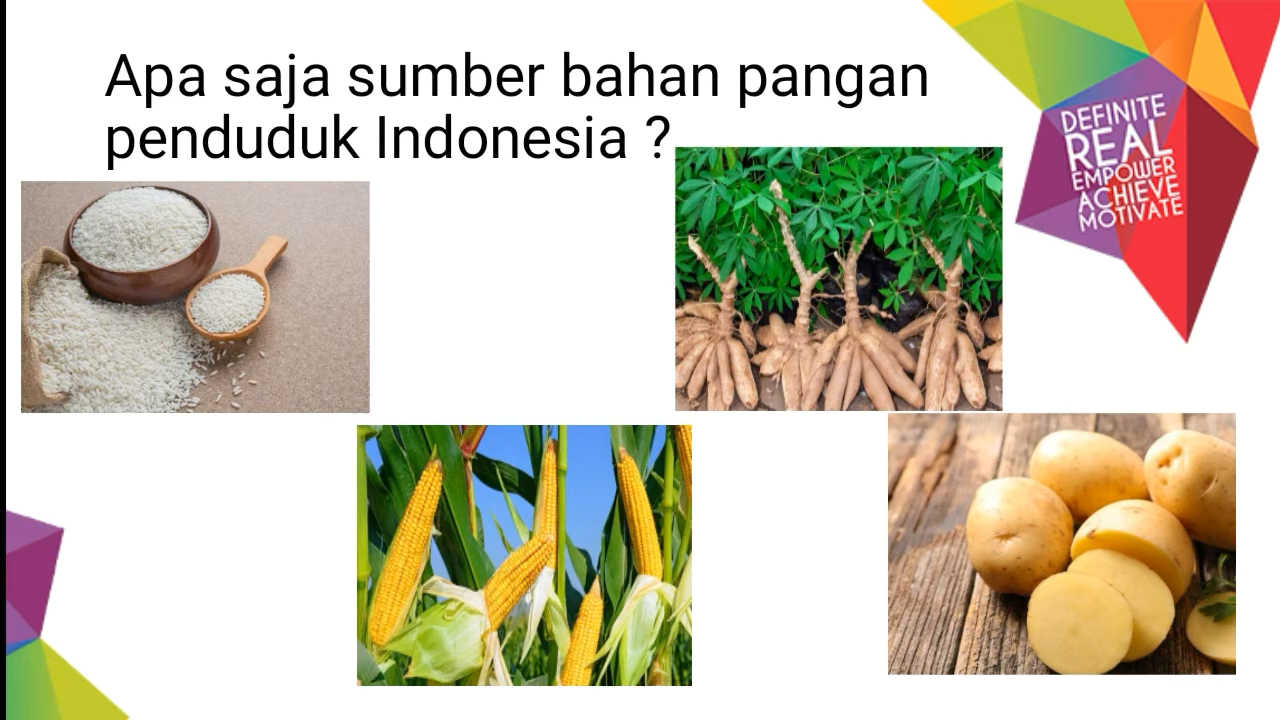 Apa saja sumber bahan pangan
penduduk Indonesia ?
DEFINITE
REAL
EMPOWER
ACHIEVE
MOTIVATE